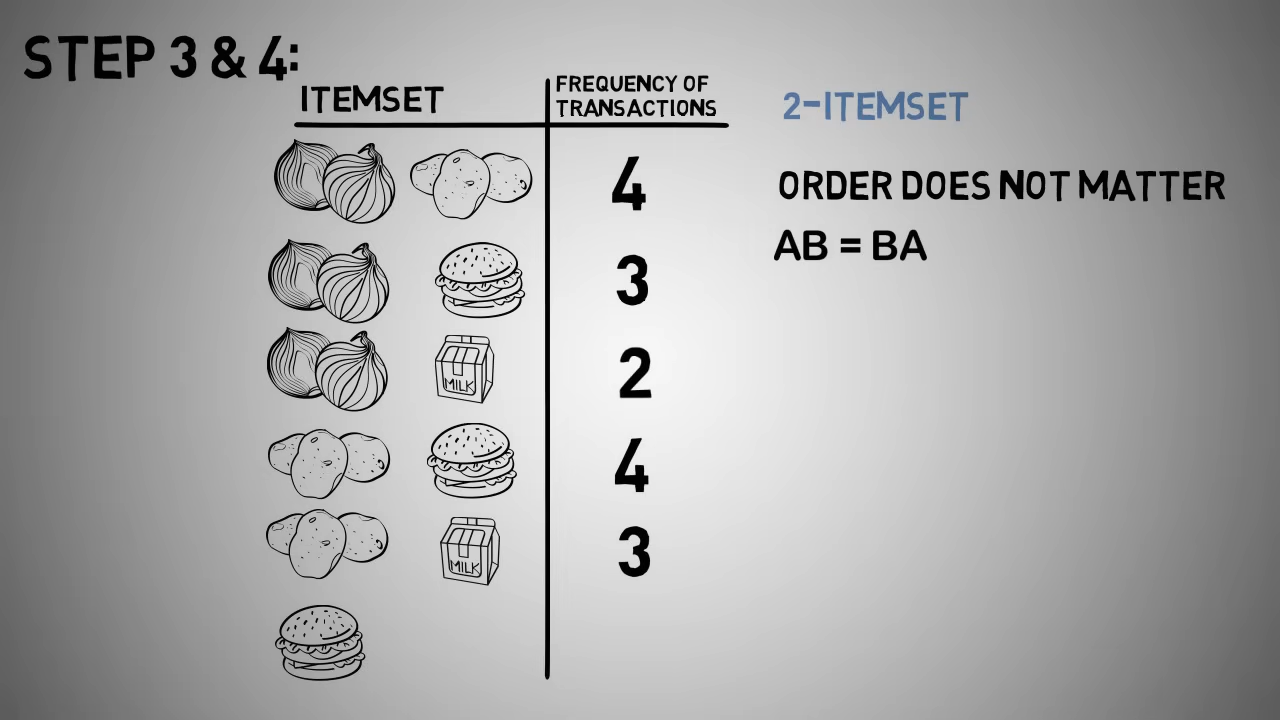 STEP 3 & 4:
ITEMSET
FREQUENCY OF
TRANSACTIONS
4
3
2
MILK
4
3
MILK
2-ITEMSET
ORDER DOES NOT MATTER
AB = BA